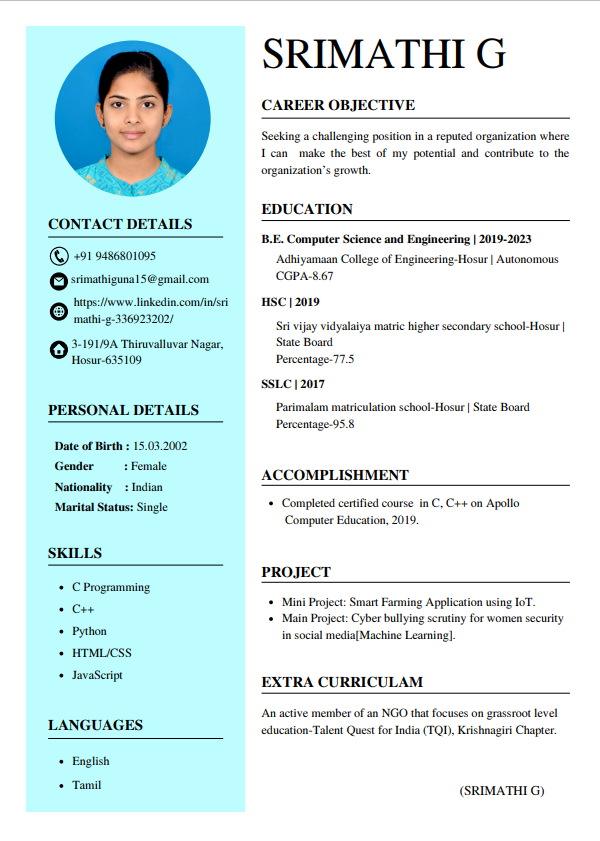 SRIMATHI G
CONTACT DETAILS
+91 9486801095
srimathiguna15@gmail.com
https://www.linkedin.com/in/sri
mathi-g-336923202/
3-191/9A Thiruvalluvar Nagar,
Hosur-635109
PERSONAL DETAILS
Date of Birth : 15.03.2002
Gender : Female
Nationality : Indian
Marital Status: Single
SKILLS
• C Programming
• C++
• Python
• HTML/CSS
• JavaScript
LANGUAGES
• English
• Tamil
CAREER OBJECTIVE
Seeking a challenging position in a reputed organization where
I can make the best of my potential and contribute to the
organization's growth.
EDUCATION
B.E. Computer Science and Engineering | 2019-2023
Adhiyamaan College of Engineering-Hosur | Autonomous
CGPA-8.67
HSC | 2019
Sri vijay vidyalaiya matric higher secondary school-Hosur |
State Board
Percentage-77.5
SSLC | 2017
Parimalam matriculation school-Hosur | State Board
Percentage-95.8
ACCOMPLISHMENT
• Completed certified course in C, C++ on Apollo
Computer Education, 2019.
PROJECT
• Mini Project: Smart Farming Application using IoT.
• Main Project: Cyber bullying scrutiny for women security
in social media[Machine Learning].
EXTRA CURRICULAM
An active member of an NGO that focuses on grassroot level
education-Talent Quest for India (TQI), Krishnagiri Chapter.
(SRIMATHI G)